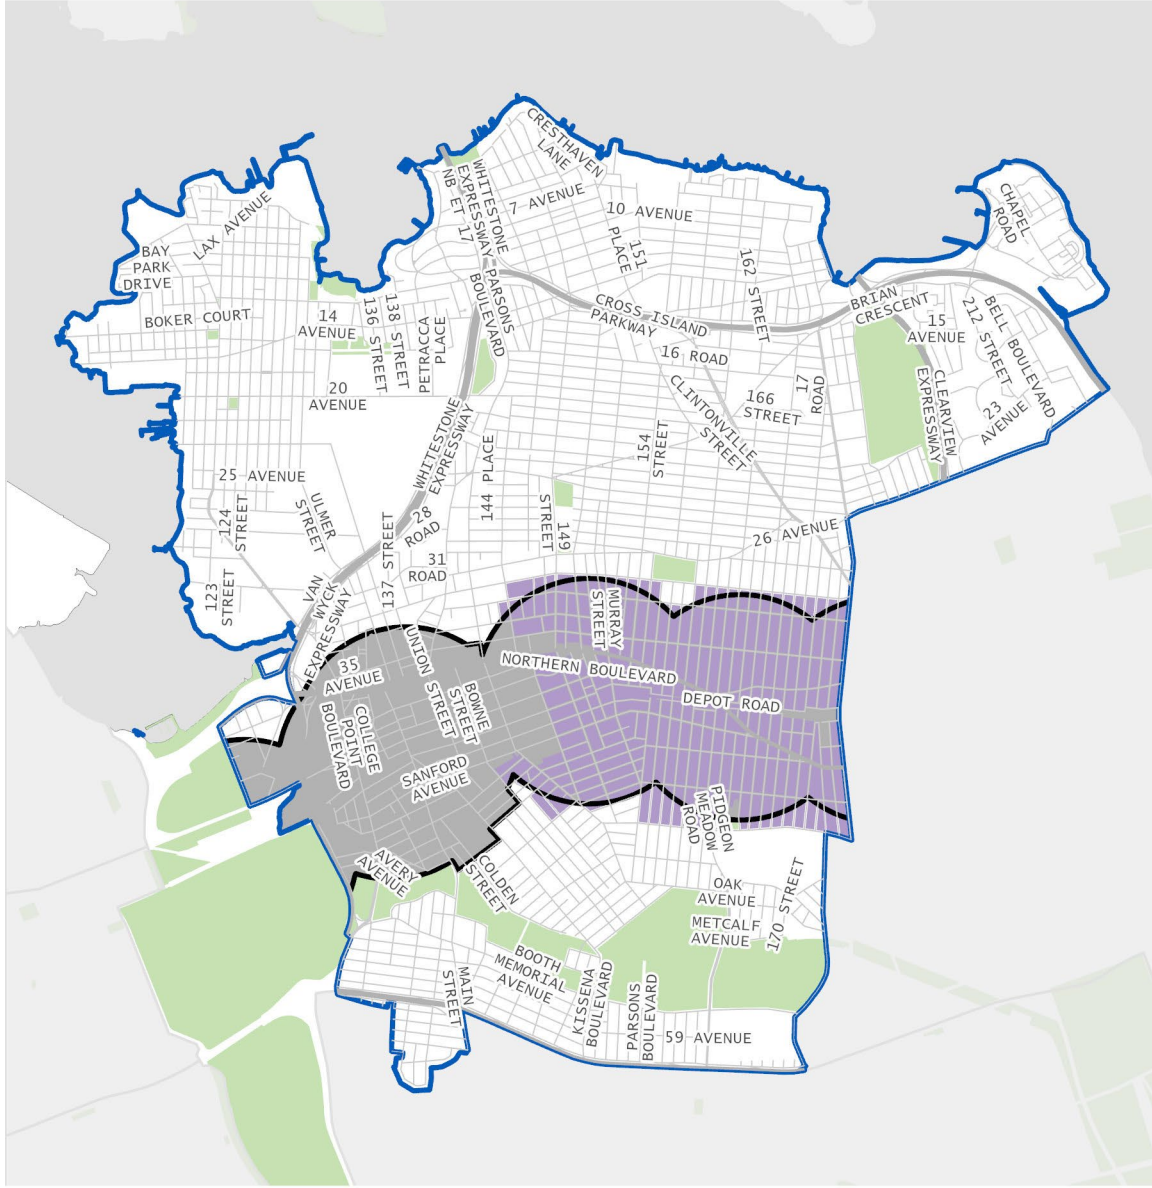 CRESTHAVEN
LANE
WHITESTONE
EXPRESSWAY
NB ET 17
7 AVENUE
10 AVENUE
151
PLACE
162 STREET
CHAPEL
ROAD
LAX AVENUE
BAY
PARK
DRIVE
BOKER COURT
14
AVENUE
136 STREET
138 STREET
PETRACCA
PLACE
PARSONS
BOULEVARD
CROSS ISLAND
PARKWAY
BRIAN
CRESCENT
15
AVENUE
212 STREET
BELL BOULEVARD
16 ROAD
17
ROAD
166
STREET
CLINTONVILLE
STREET
CLEARVIEW
EXPRESSWAY
23
AVENUE
20
AVENUE
WHITESTONE
EXPRESSWAY
144 PLACE
154
STREET
25 AVENUE
124
STREET
ULMER
STREET
28
ROAD
149
STREET
26 AVENUE
137 STREET
31
ROAD
123
STREET
VAN
WYCK
EXPRESSWAY
MURRAY
STREET
UNION
STREET
35
AVENUE
NORTHERN BOULEVARD
DEPOT ROAD
BOWNE
STREET
COLLEGE
POINT
BOULEVARD
SANFORD
AVENUE
PIDGEON
MEADOW
ROAD
AVERY
AVENUE
COLDEN
STREET
OAK
AVENUE
METCALF
AVENUE
170 STREET
BOOTH
MEMORIAL
AVENUE
MAIN
STREET
KISSENA
BOULEVARD
PARSONS
BOULEVARD
59 AVENUE